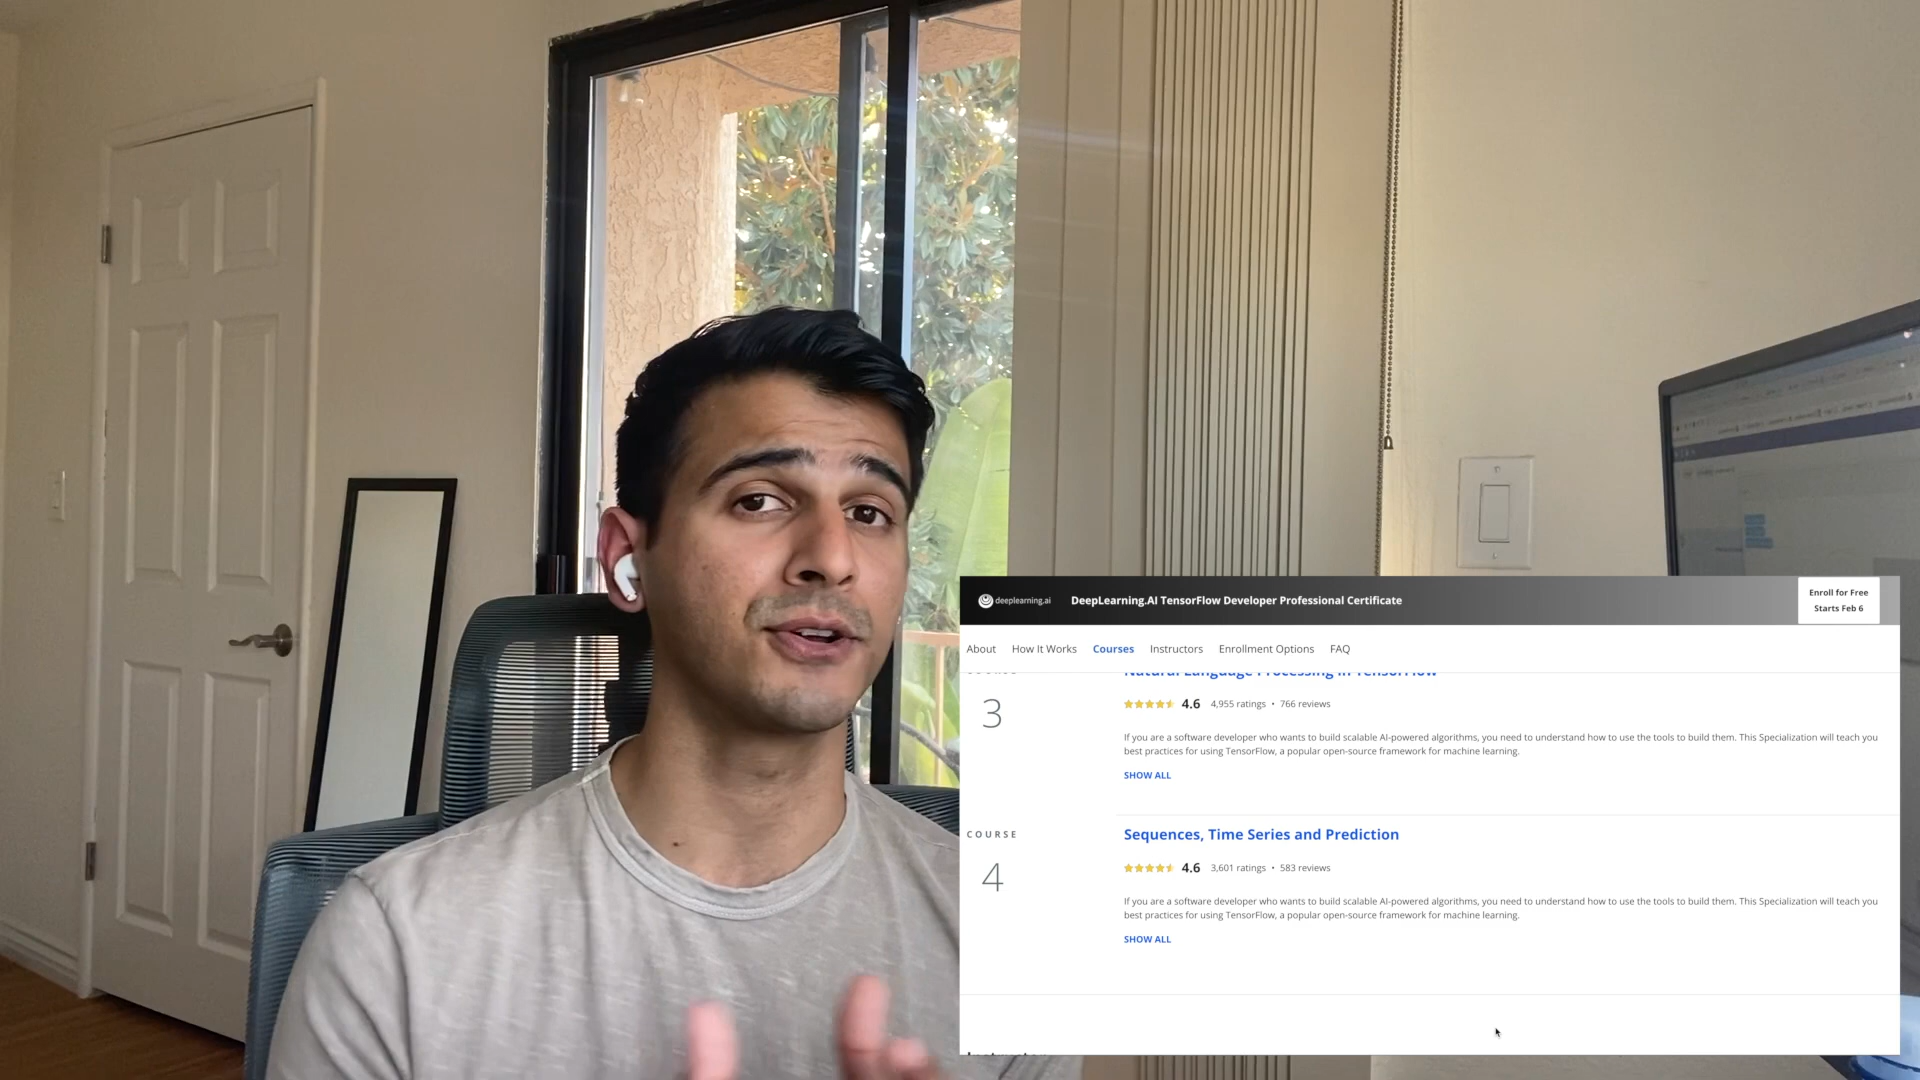 deeplearning.ai
DeepLearning.AI TensorFlow Developer Professional Certificate
Enroll for Free
Starts Feb 6
About How It Works Courses Instructors Enrollment Options FAQ
Natural Language Processing in TensorFlow
3
4.6 4,955 ratings • 766 reviews
If you are a software developer who wants to build scalable AI-powered algorithms, you need to understand how to use the tools to build them. This Specialization will teach you
best practices for using TensorFlow, a popular open-source framework for machine learning.
SHOW ALL
COURSE
4
Sequences, Time Series and Prediction
4.6 3,601 ratings • 583 reviews
If you are a software developer who wants to build scalable AI-powered algorithms, you need to understand how to use the tools to build them. This Specialization will teach you
best practices for using TensorFlow, a popular open-source framework for machine learning.
SHOW ALL